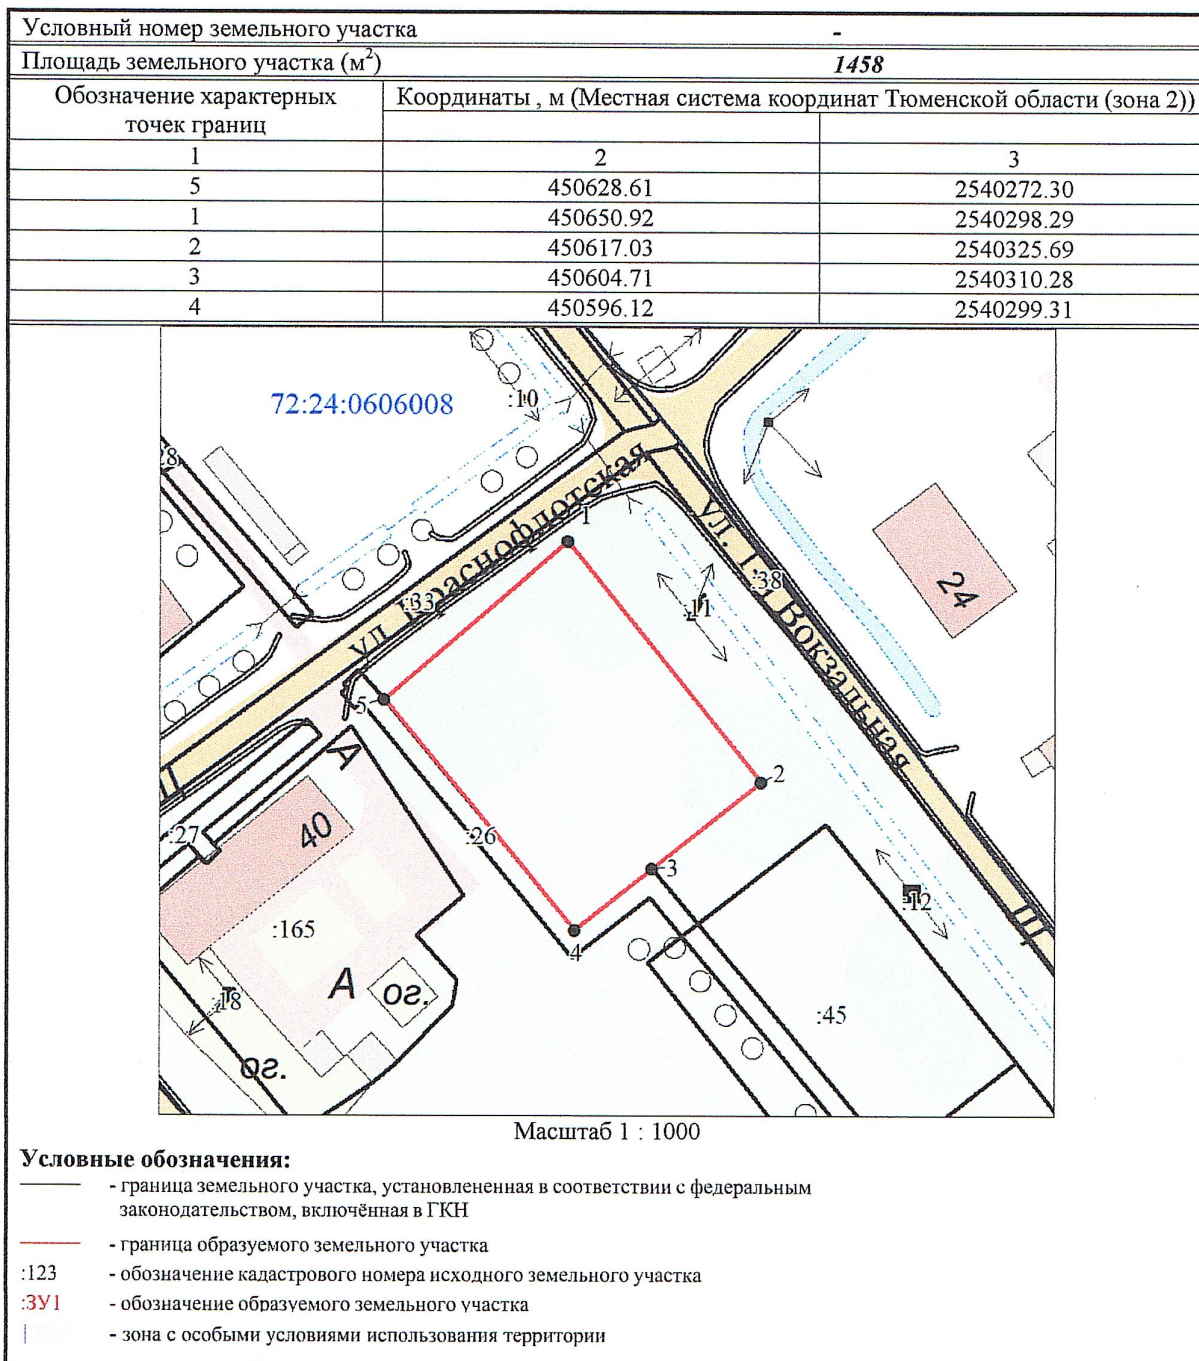 Условный номер земельного участка -
Площадь земельного участка (м²) 1458
Обозначение характерных точек границ
Координаты , м (Местная система координат Тюменской области (зона 2))
1 2 3
5 450628.61 2540272.30
1 450650.92 2540298.29
2 450617.03 2540325.69
3 450604.71 2540310.28
4 450596.12 2540299.31
72:24:0606008
:10
28
ул. Краснофлотская
1
:33
ул. 1-й Вокзальная
:38
24
:11
5
2
А
40
:27
:26
3
:12
:165
4
А
ог.
:18
:45
ог.
Масштаб 1 : 1000
Условные обозначения:
- граница земельного участка, установлененная в соответствии с федеральным
законодательством, включённая в ГКН
- граница образуемого земельного участка
:123 - обозначение кадастрового номера исходного земельного участка
:ЗУ1 - обозначение образуемого земельного участка
- зона с особыми условиями использования территории